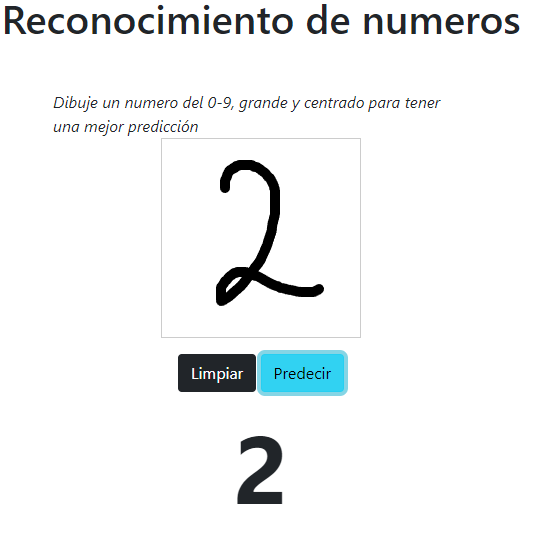 Reconocimiento de numeros
Dibuje un numero del 0-9, grande y centrado para tener
una mejor predicción
2
Limpiar Predecir
2